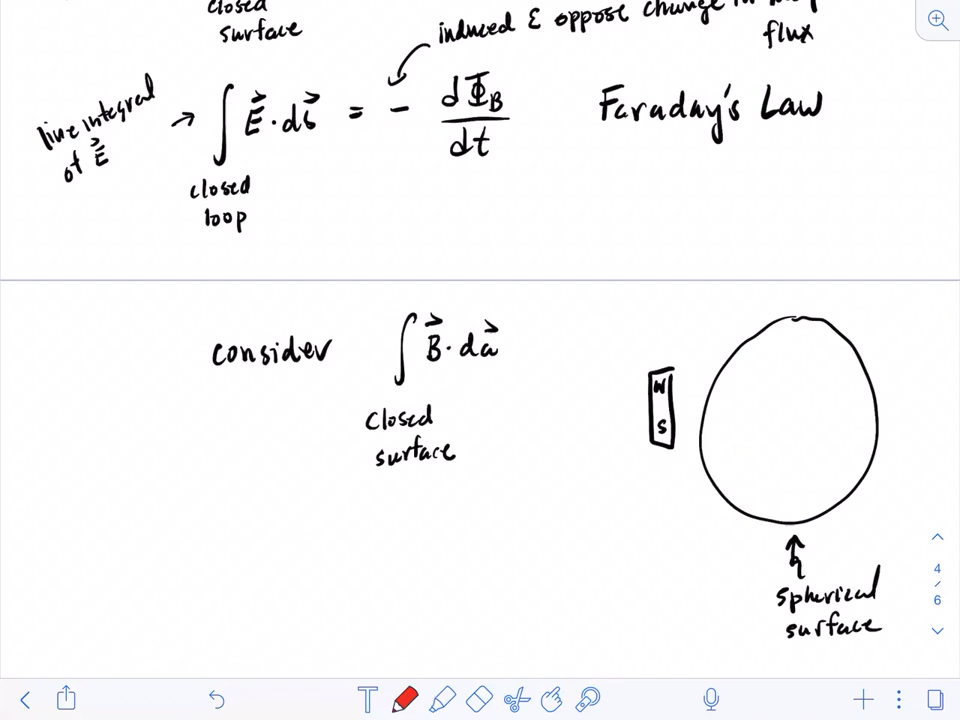 closed
surface
induced ℰ oppose change in
flux
line integral
of E⃗
→ ∫ E⃗ · dl⃗ = - dΦ_B / dt
Faraday's Law
closed
loop
consider ∫ B⃗ · da⃗
closed
surface
N
S
spherical
surface
4
/
6
T